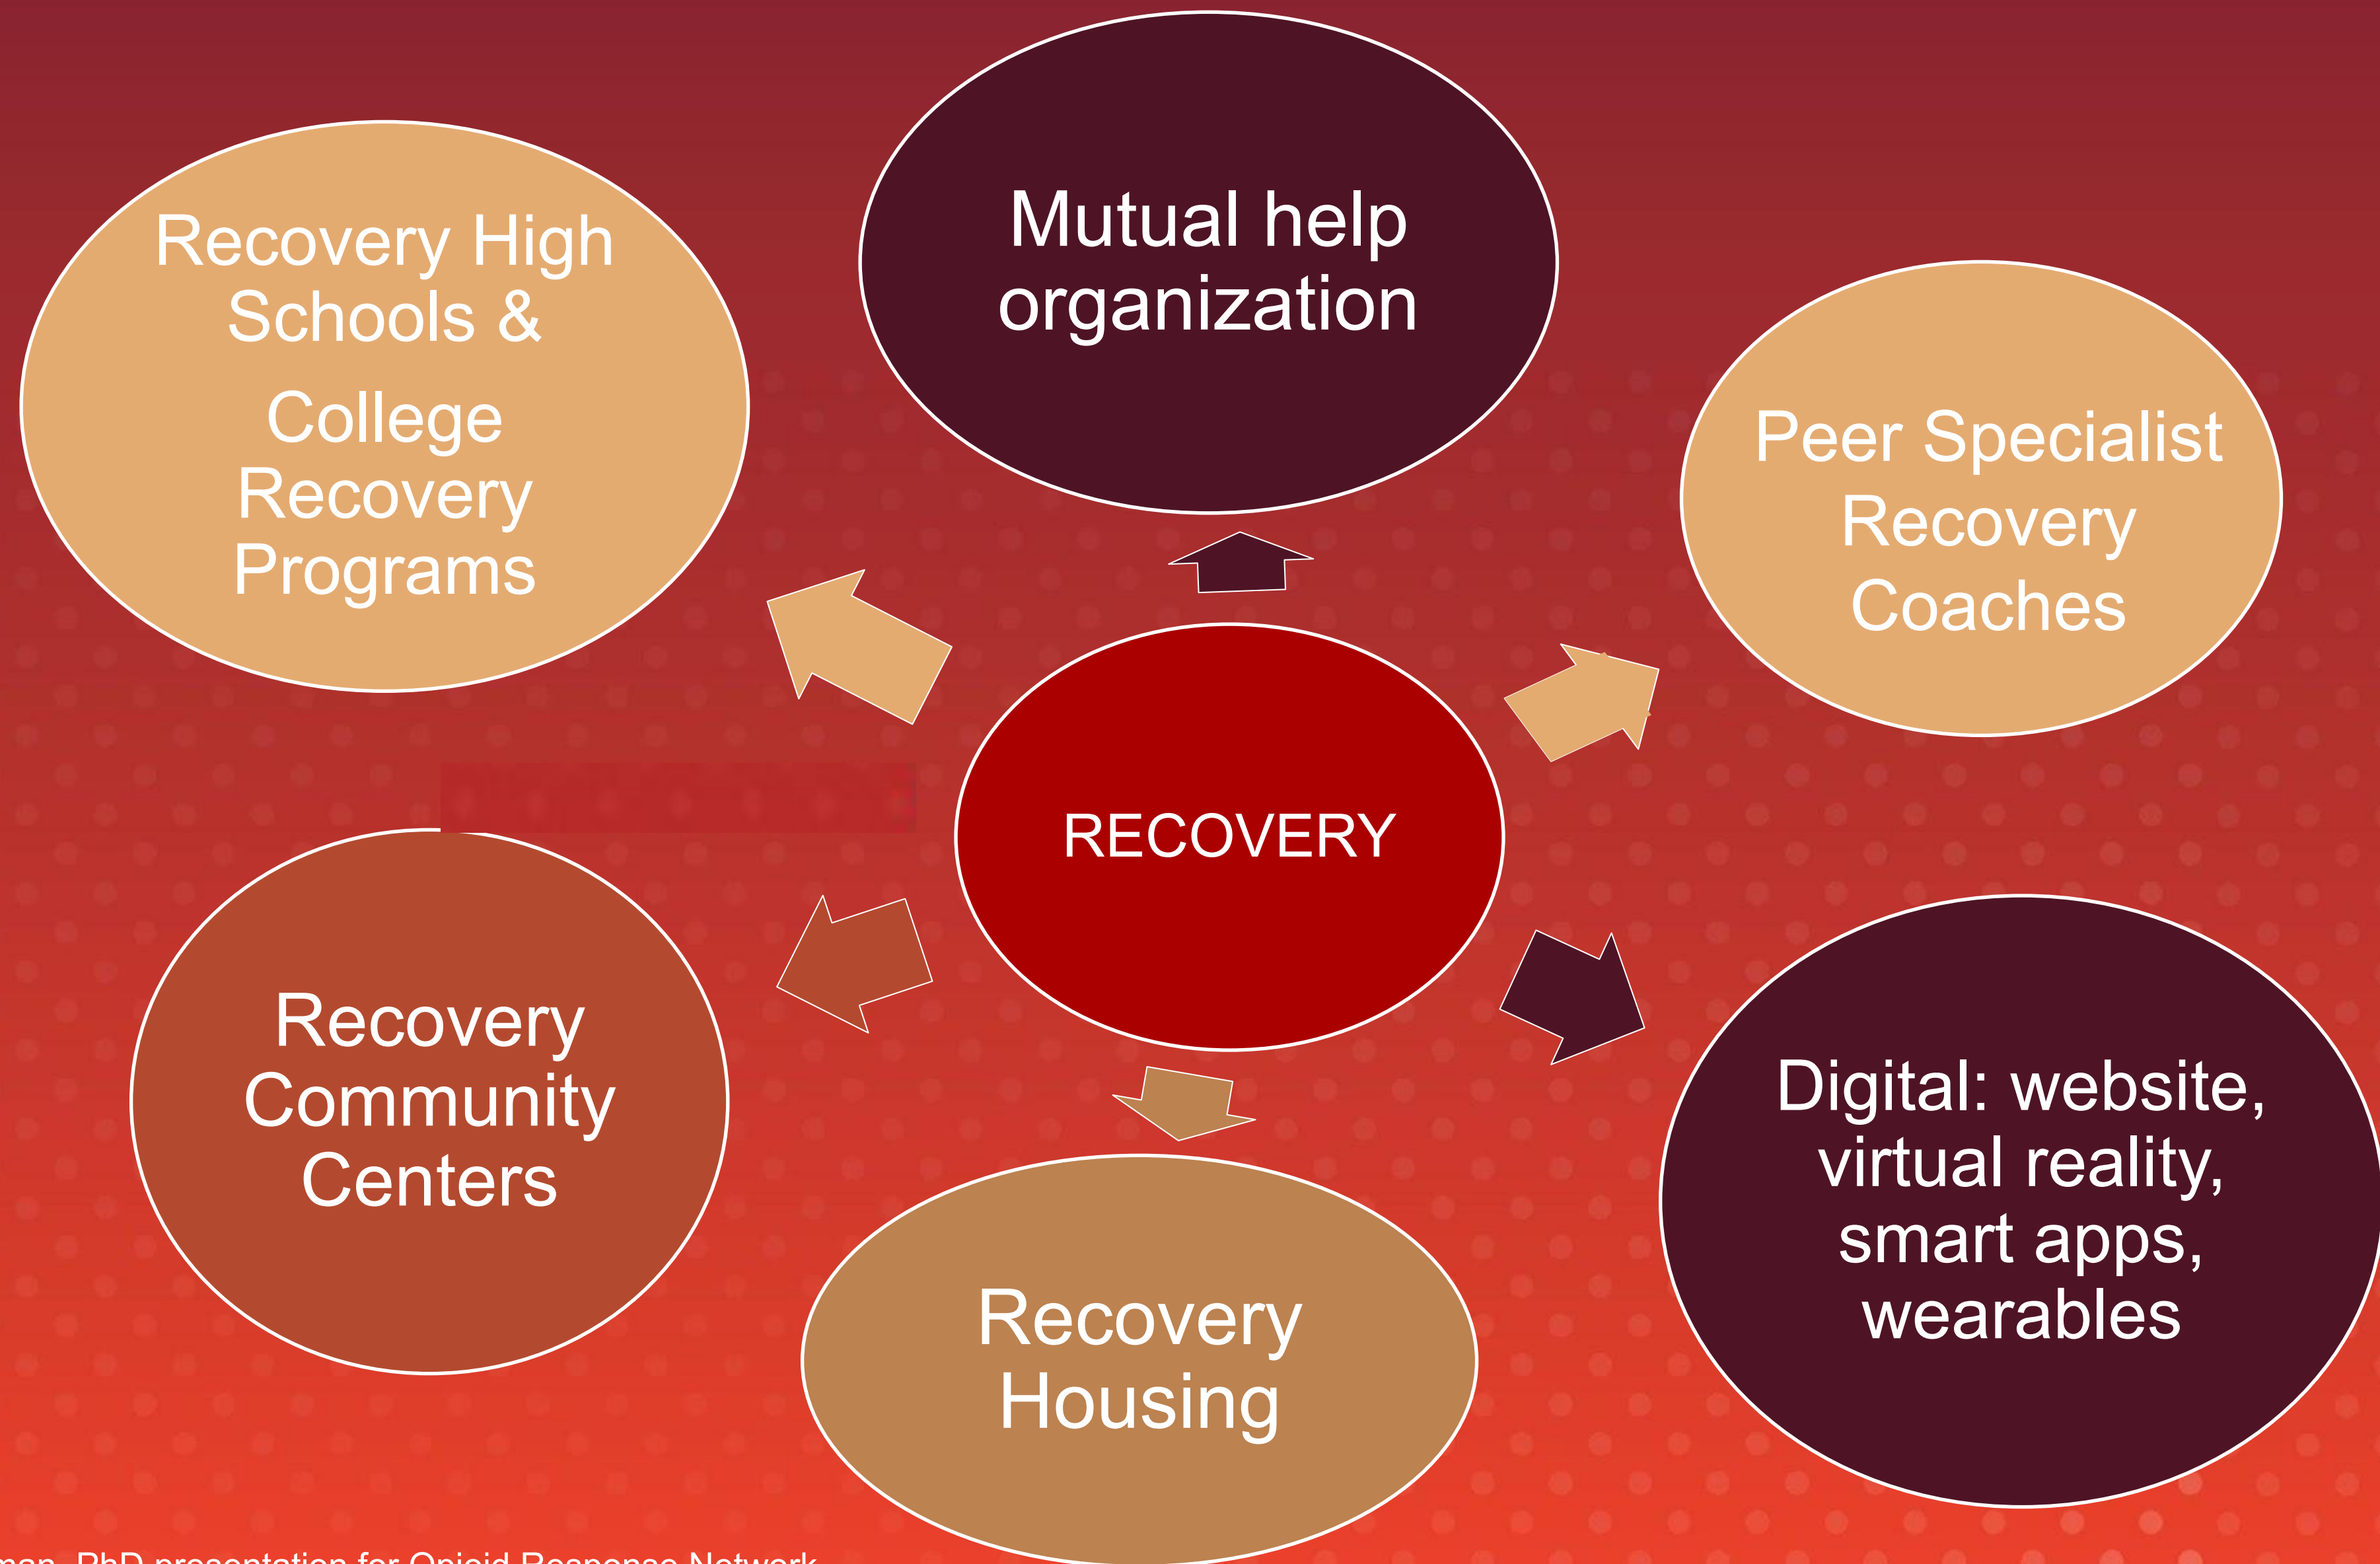 Mutual help
organization
Recovery High
Schools &
College
Recovery
Programs
Peer Specialist
Recovery
Coaches
RECOVERY
Recovery
Community
Centers
Digital: website,
virtual reality,
smart apps,
wearables
Recovery
Housing
PhD presentation for Opioid Response Network